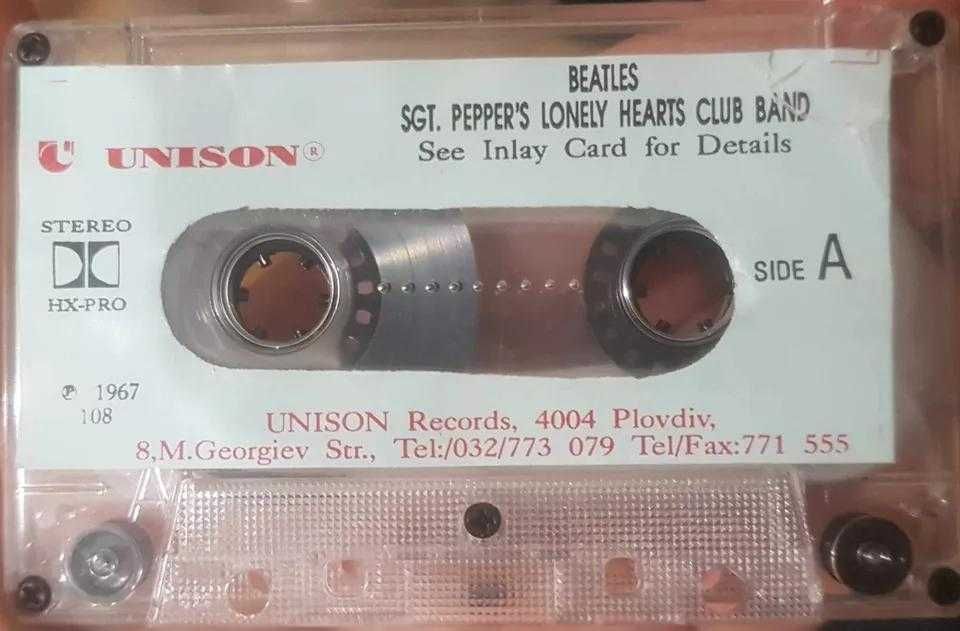 BEATLES
SGT. PEPPER'S LONELY HEARTS CLUB BAND
See Inlay Card for Details
U UNISON®
STEREO
HX-PRO
SIDE A
℗ 1967
108
UNISON Records, 4004 Plovdiv,
8,M.Georgiev Str., Tel:/032/773 079 Tel/Fax:771 555